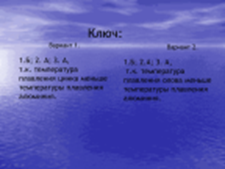 Ключ:
Вариант 1
1.Б; 2. А; 3. А,
т.к. температура
плавления цинка меньше
температуры плавления
алюминия.
Вариант 2
1.Б; 2.А; 3. А,
т.к. температура
плавления олова меньше
температуры плавления
алюминия.